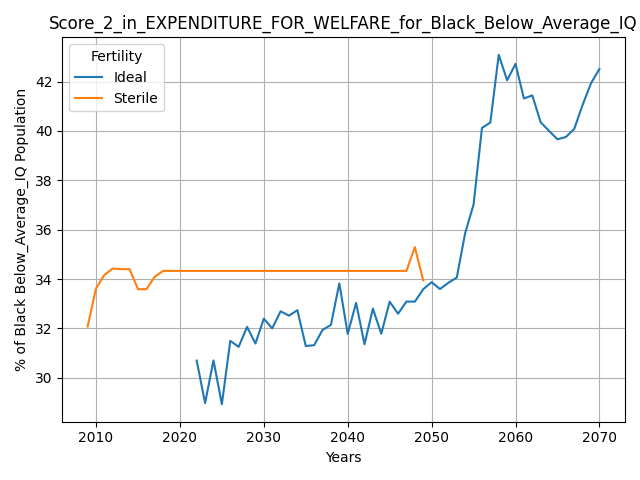 Score_2_in_EXPENDITURE_FOR_WELFARE_for_Black_Below_Average_IQ
Fertility
Ideal
Sterile
% of Black Below_Average_IQ Population
42
40
38
36
34
32
30
2010
2020
2030
2040
2050
2060
2070
Years